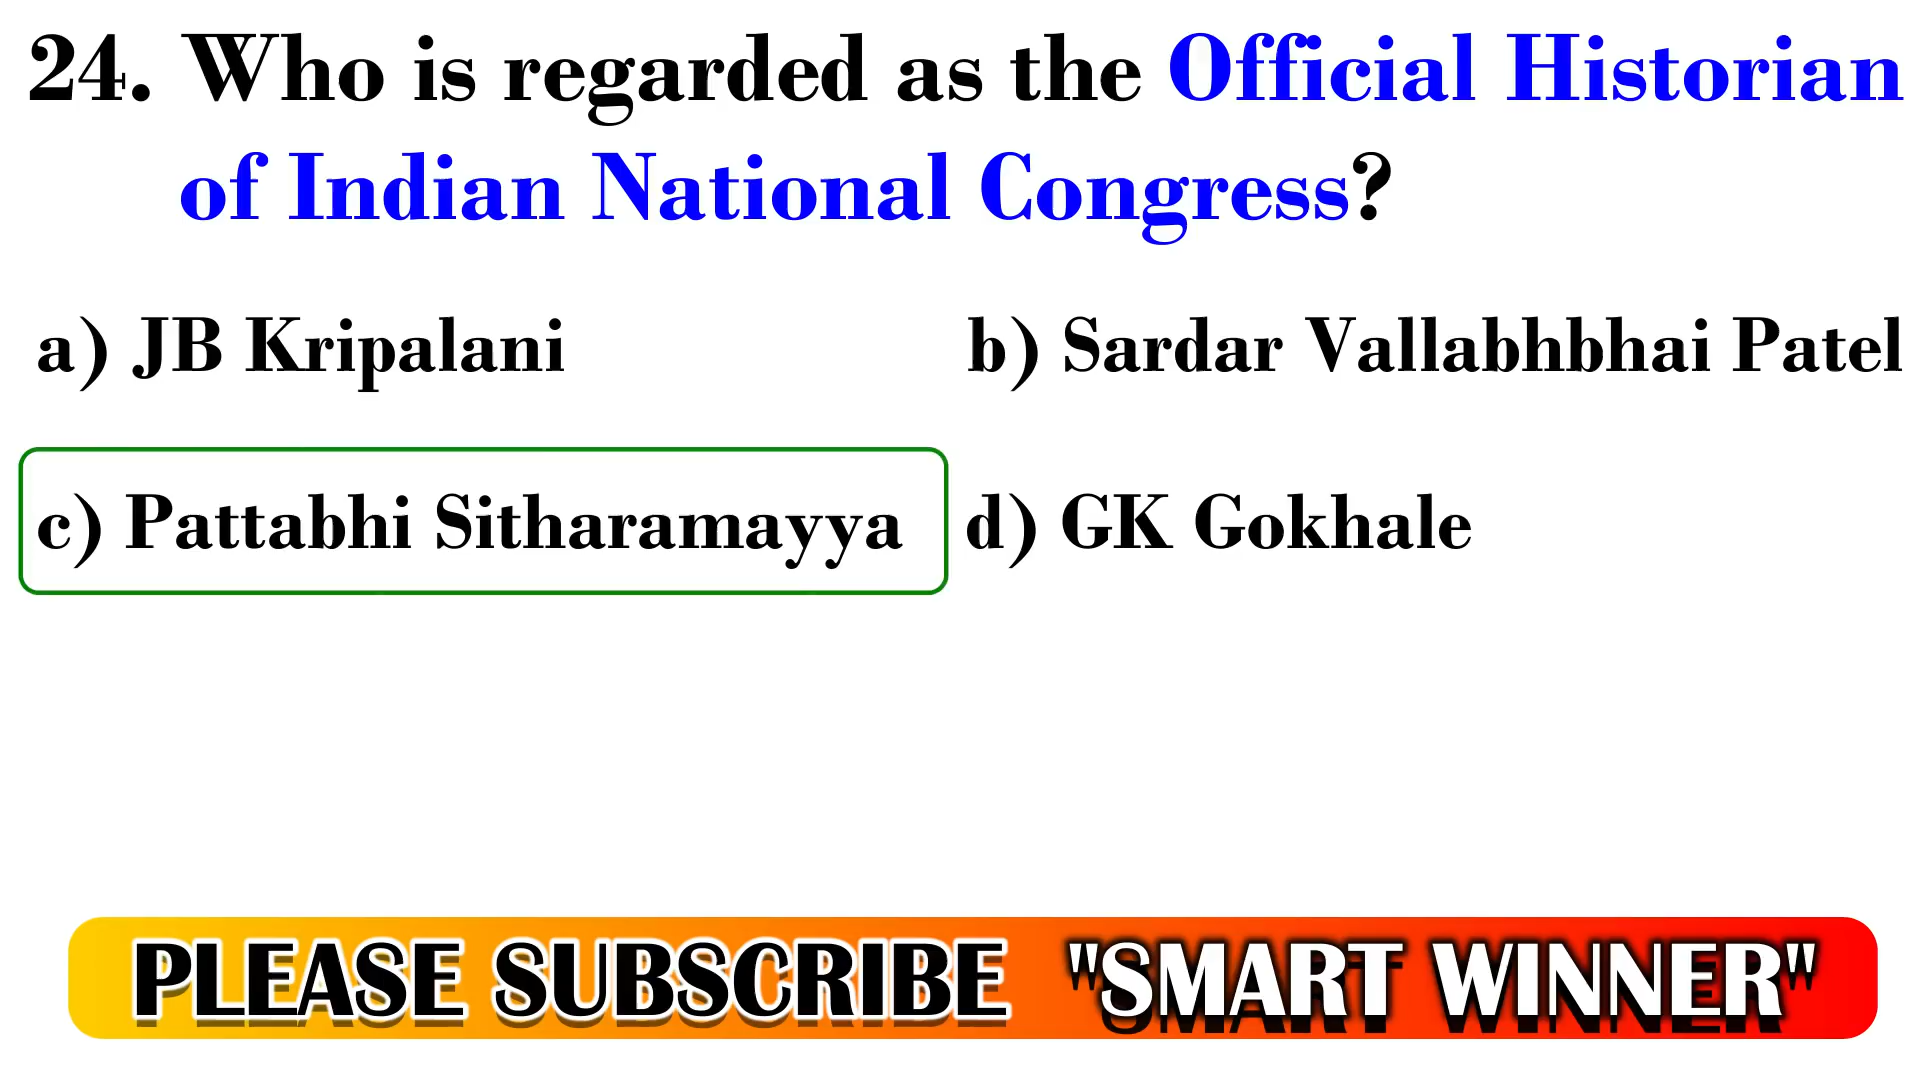 24. Who is regarded as the Official Historian
of Indian National Congress?
a) JB Kripalani b) Sardar Vallabhbhai Patel
c) Pattabhi Sitharamayya d) GK Gokhale
PLEASE SUBSCRIBE "SMART WINNER"